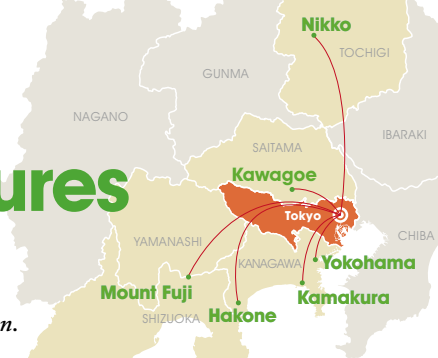 Nikko
TOCHIGI
GUNMA
NAGANO
IBARAKI
SAITAMA
Kawagoe
ures
Tokyo
CHIBA
YAMANASHI
KANAGAWA
Yokohama
Mount Fuji
Kamakura
Hakone
SHIZUOKA
n.